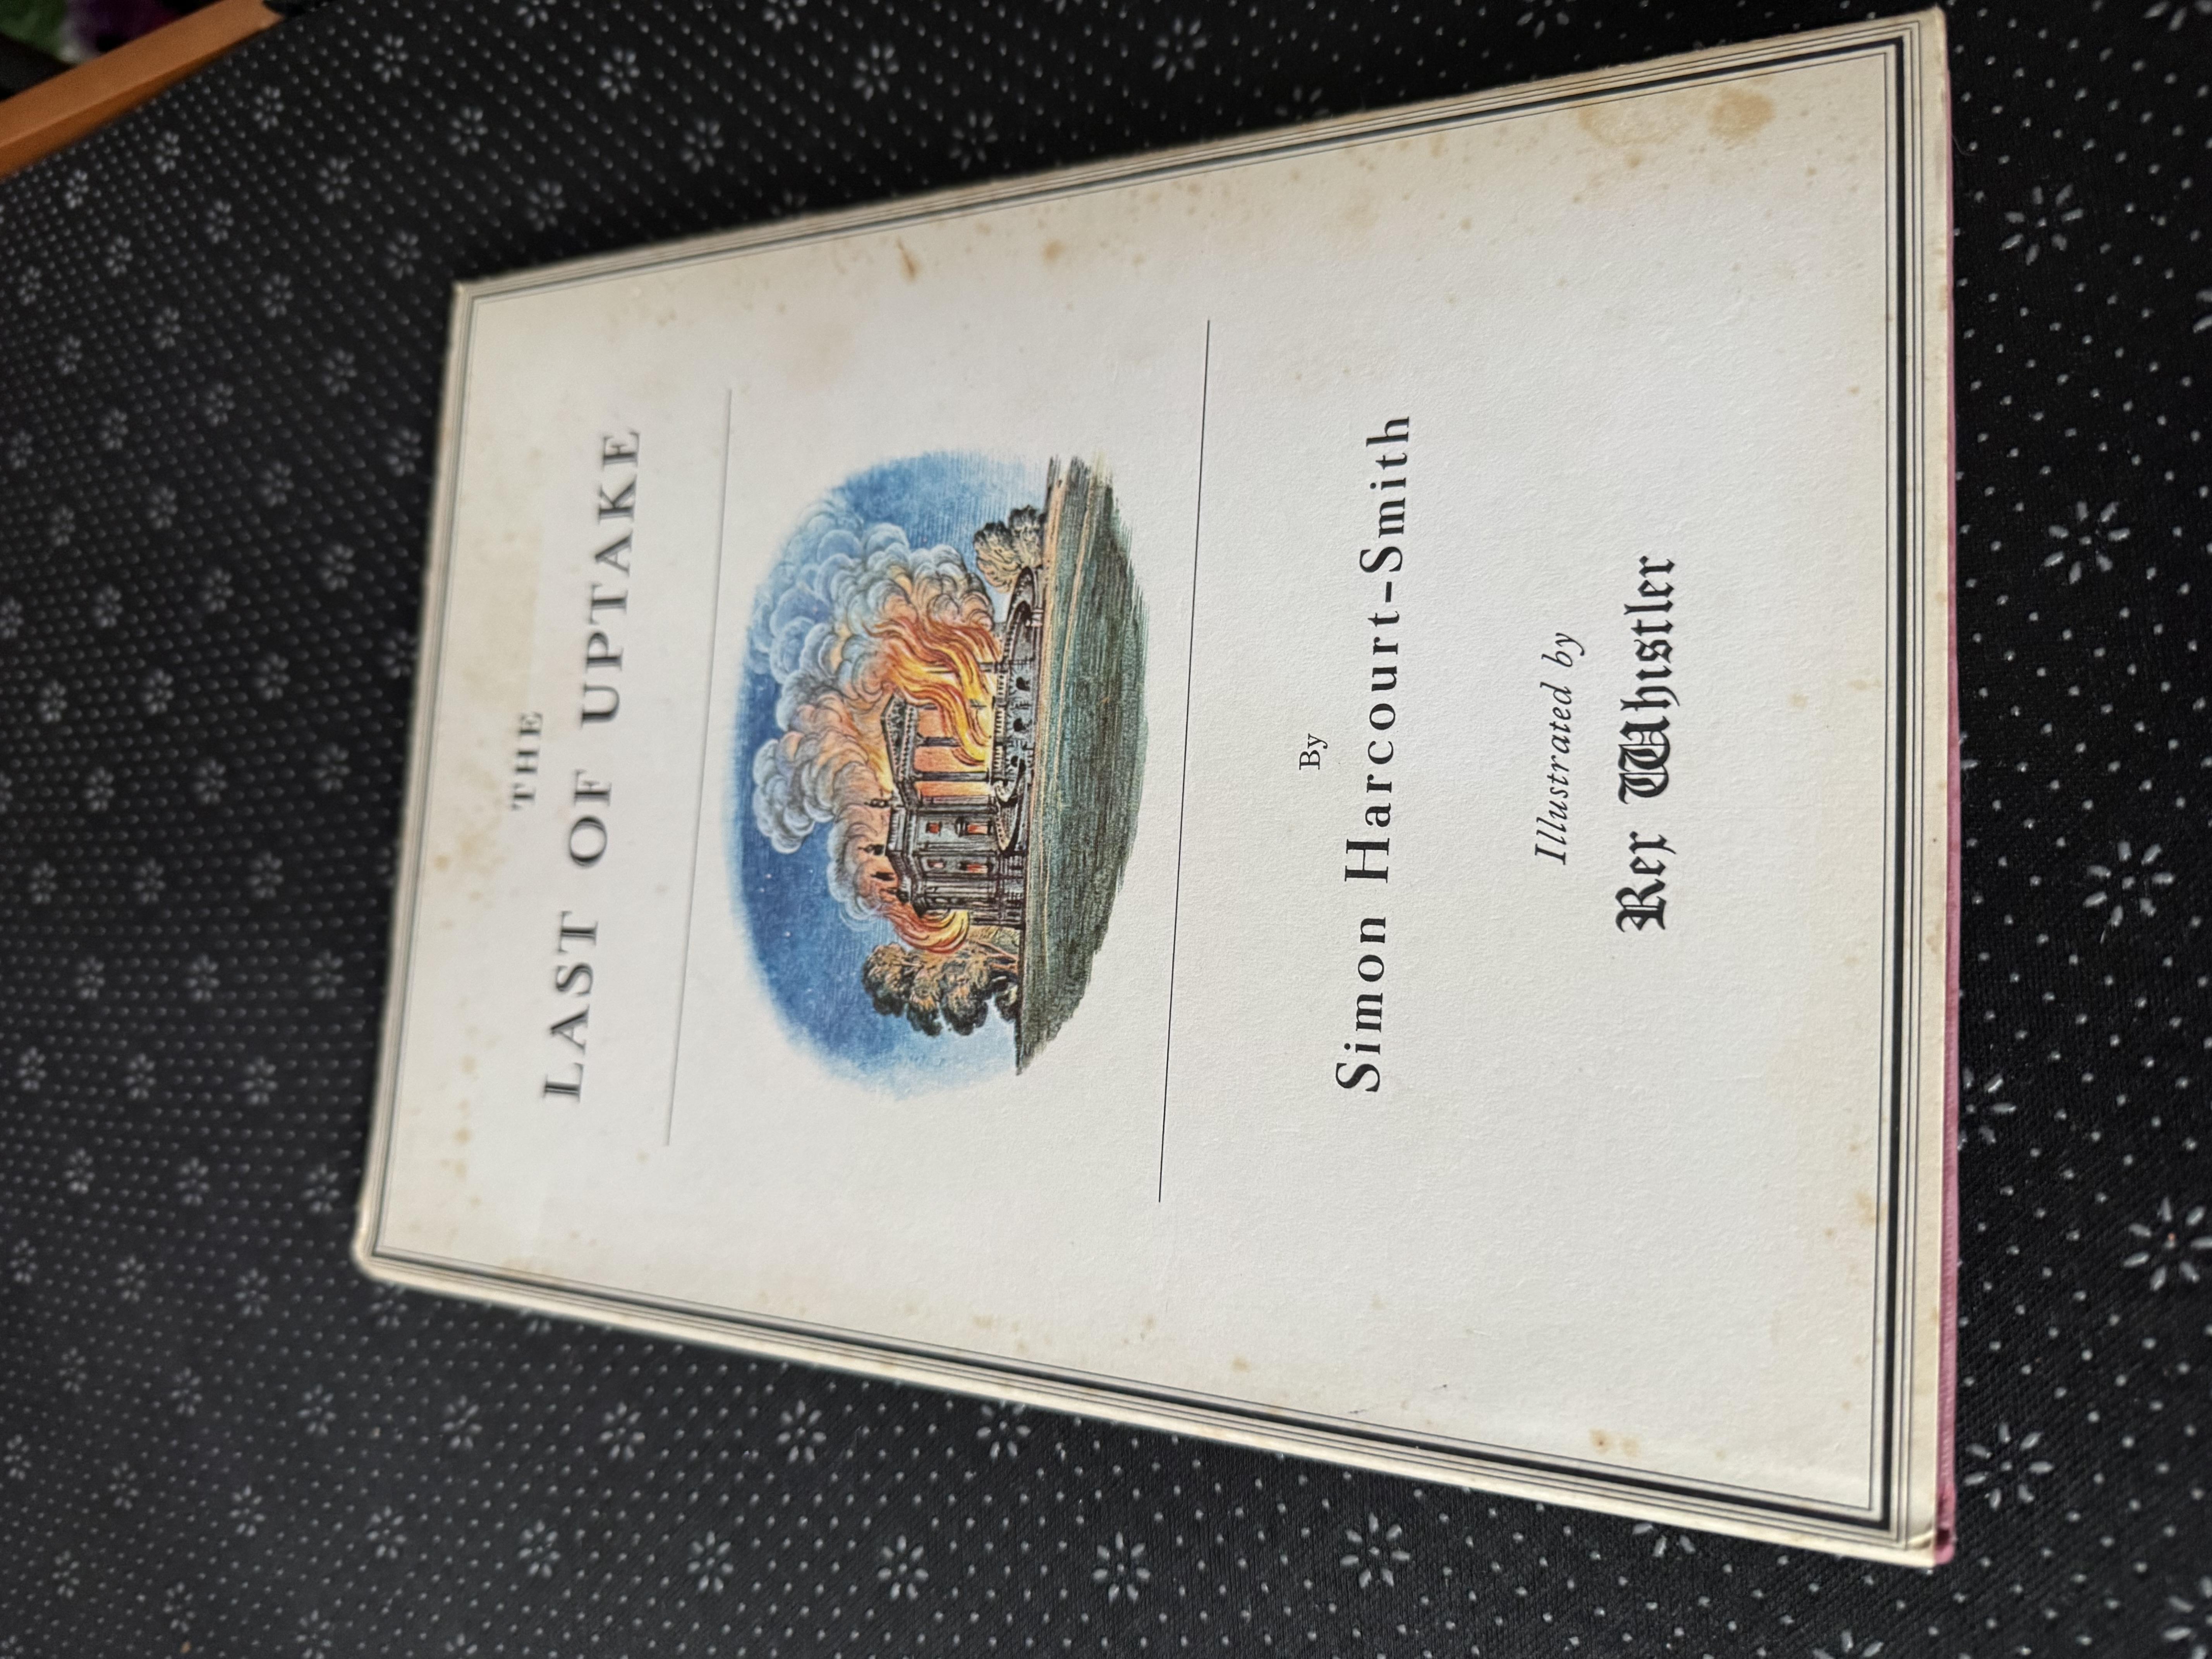 THE
LAST OF UPTAKE
By
Simon Harcourt-Smith
Illustrated by
Rex Whistler